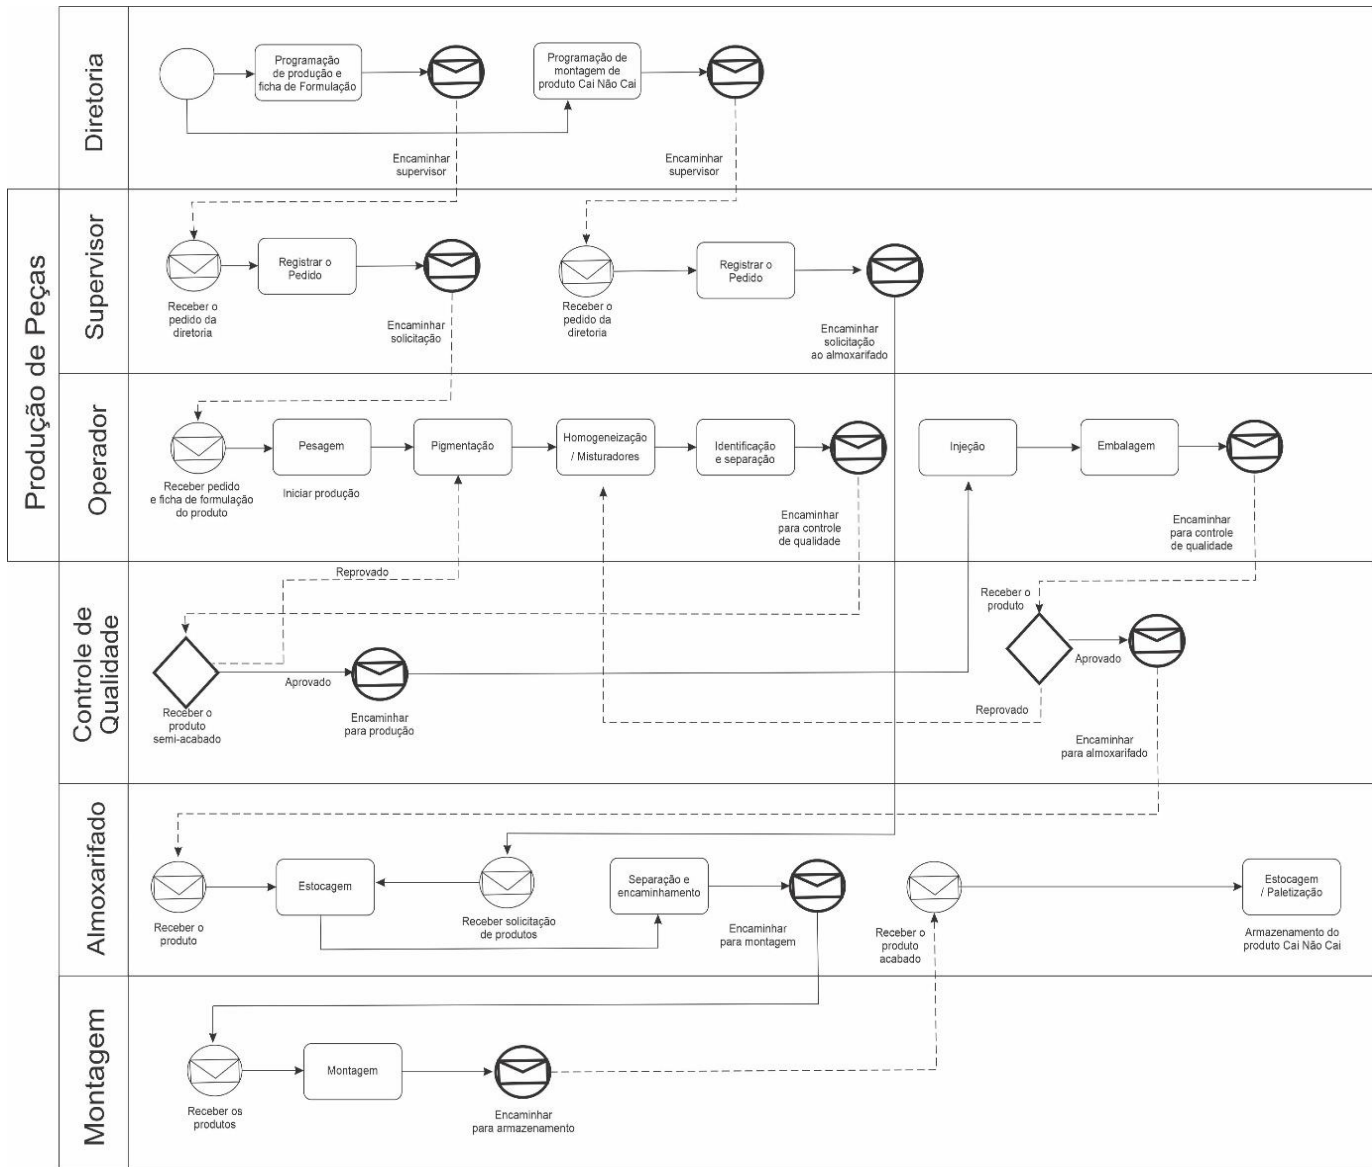 Diretoria
Programação
de produção e
ficha de Formulação
Programação de
montagem de
produto Cai Não Cai
Encaminhar
supervisor
Encaminhar
supervisor
Produção de Peças
Supervisor
Registrar o
Pedido
Registrar o
Pedido
Receber o
pedido da
diretoria
Encaminhar
solicitação
Receber o
pedido da
diretoria
Encaminhar
solicitação
ao almoxarifado
Operador
Pesagem
Pigmentação
Homogeneização
/ Misturadores
Identificação
e separação
Injeção
Embalagem
Receber pedido
e ficha de formulação
do produto
Iniciar produção
Encaminhar
para controle
de qualidade
Encaminhar
para controle
de qualidade
Controle de
Qualidade
Reprovado
Receber o
produto
Aprovado
Aprovado
Reprovado
Receber o
produto
semi-acabado
Encaminhar
para produção
Encaminhar
para almoxarifado
Almoxarifado
Estocagem
Separação e
encaminhamento
Estocagem
/ Paletização
Receber o
produto
Receber solicitação
de produtos
Encaminhar
para montagem
Receber o
produto
acabado
Armazenamento do
produto Cai Não Cai
Montagem
Montagem
Receber os
produtos
Encaminhar
para armazenamento